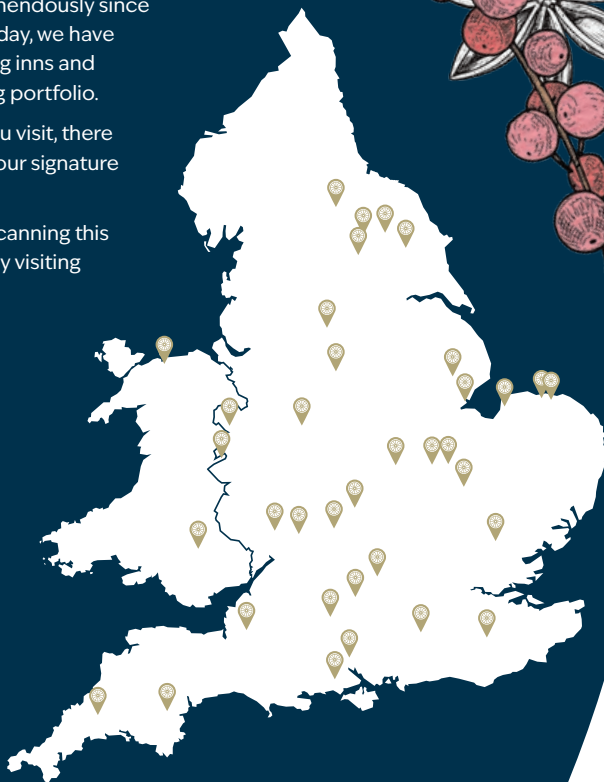 mendously since
day, we have
g inns and
g portfolio.
u visit, there
our signature
canning this
y visiting